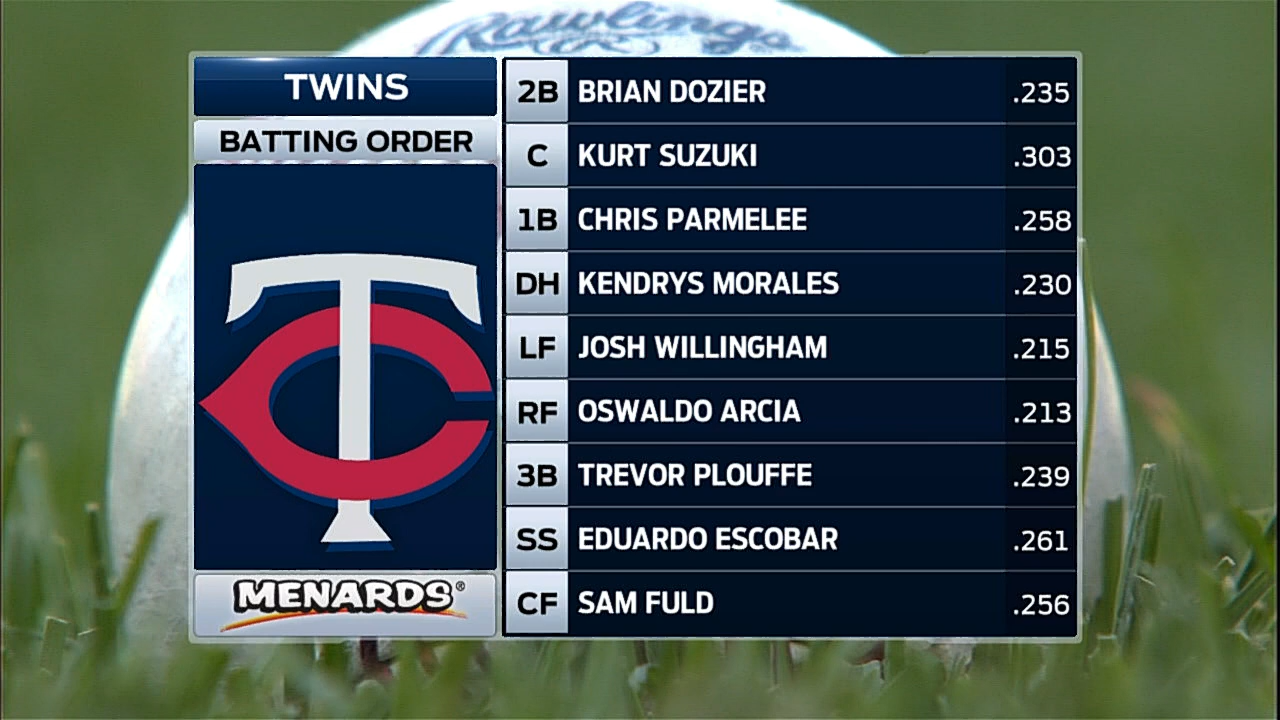 Rawlings
TWINS
BATTING ORDER
2B BRIAN DOZIER .235
C KURT SUZUKI .303
1B CHRIS PARMELEE .258
DH KENDRYS MORALES .230
LF JOSH WILLINGHAM .215
RF OSWALDO ARCIA .213
3B TREVOR PLOUFFE .239
SS EDUARDO ESCOBAR .261
CF SAM FULD .256
TC
MENARDS®